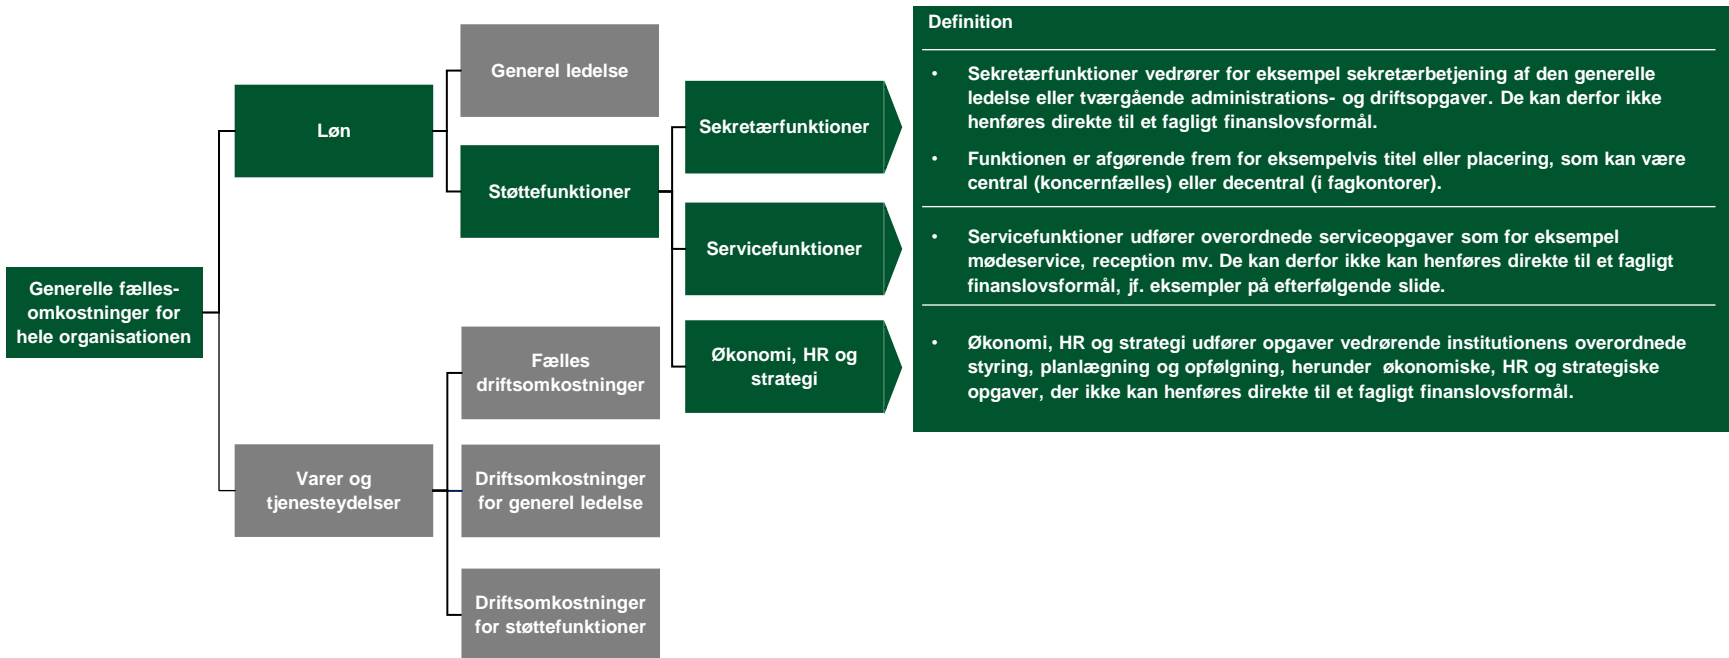 Generelle fælles-
omkostninger for
hele organisationen
Løn
Varer og
tjenesteydelser
Generel ledelse
Støttefunktioner
Fælles
driftsomkostninger
Driftsomkostninger
for generel ledelse
Driftsomkostninger
for støttefunktioner
Sekretærfunktioner
Servicefunktioner
Økonomi, HR og
strategi
Definition
• Sekretærfunktioner vedrører for eksempel sekretærbetjening af den generelle
ledelse eller tværgående administrations- og driftsopgaver. De kan derfor ikke
henføres direkte til et fagligt finanslovsformål.
• Funktionen er afgørende frem for eksempelvis titel eller placering, som kan være
central (koncernfælles) eller decentral (i fagkontorer).
• Servicefunktioner udfører overordnede serviceopgaver som for eksempel
mødeservice, reception mv. De kan derfor ikke kan henføres direkte til et fagligt
finanslovsformål, jf. eksempler på efterfølgende slide.
• Økonomi, HR og strategi udfører opgaver vedrørende institutionens overordnede
styring, planlægning og opfølgning, herunder økonomiske, HR og strategiske
opgaver, der ikke kan henføres direkte til et fagligt finanslovsformål.